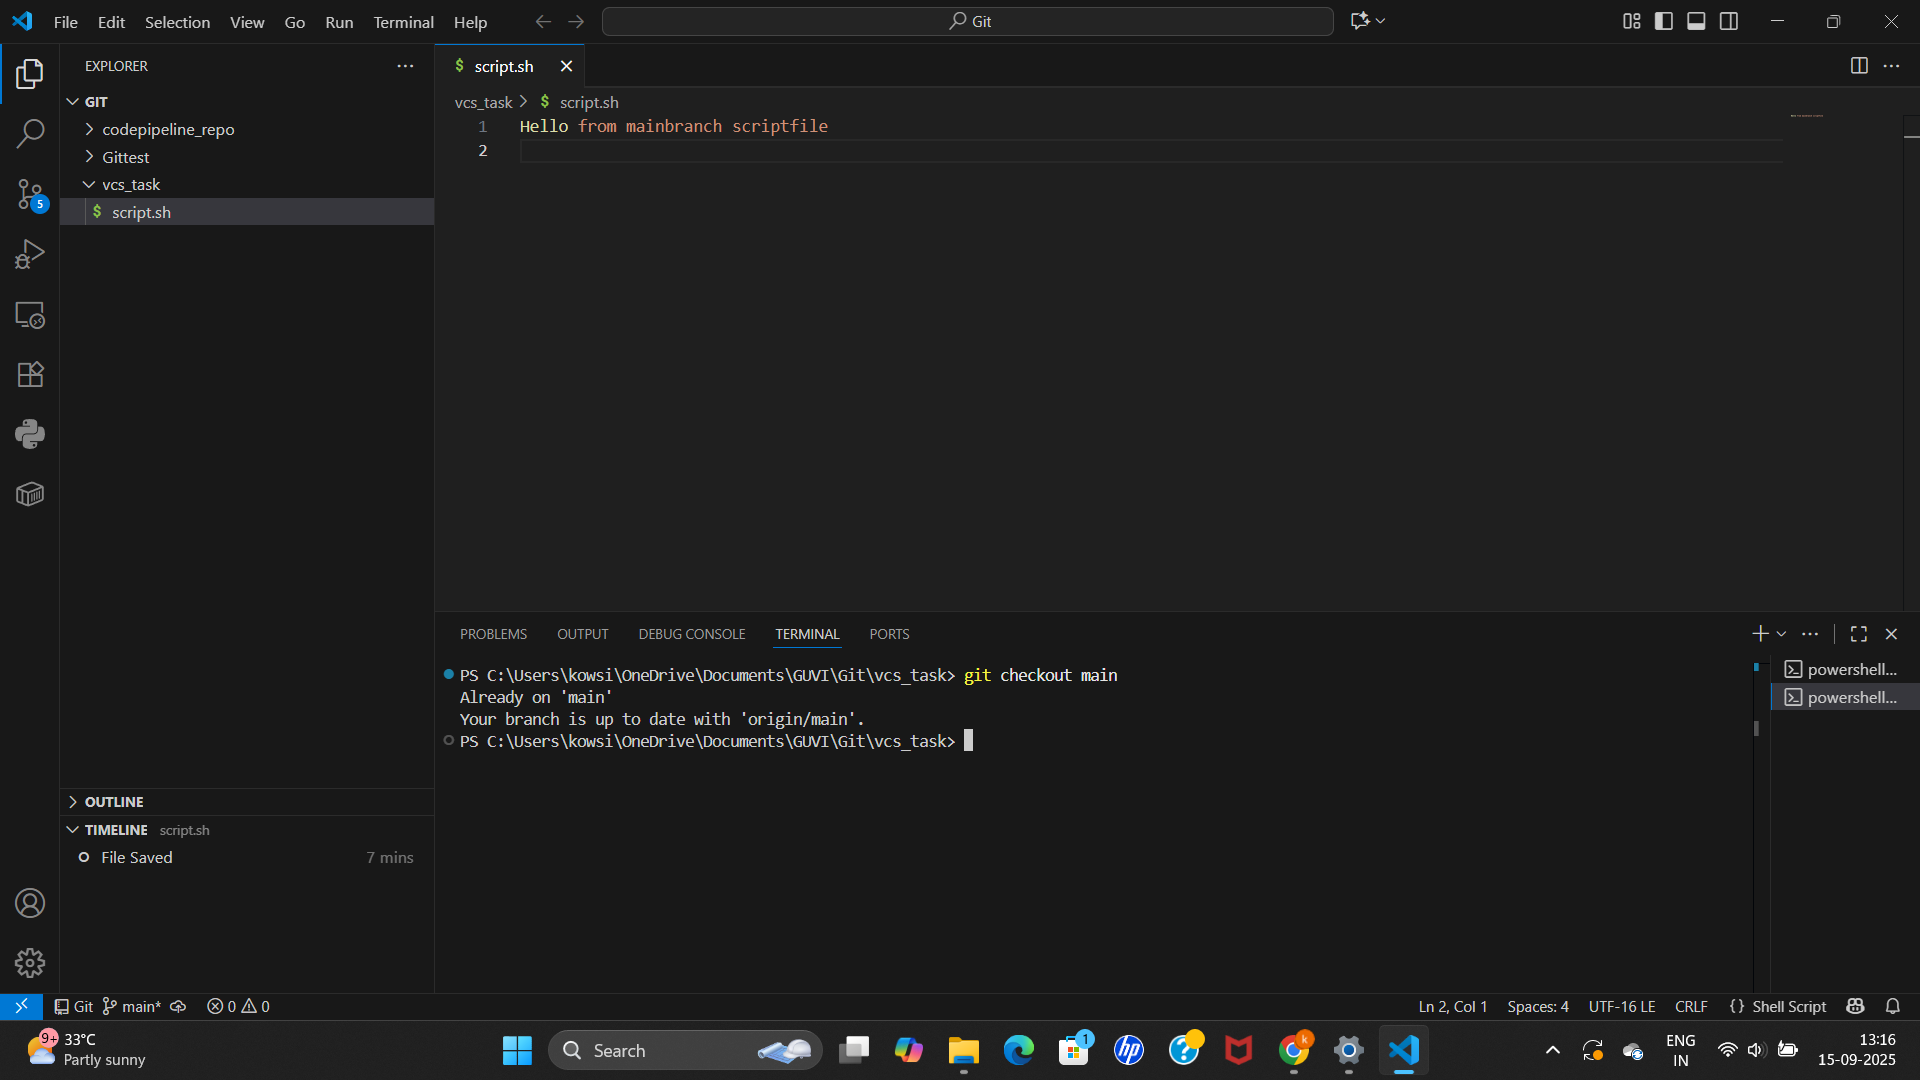 File Edit Selection View Go Run Terminal Help
Git
EXPLORER
GIT
codepipeline_repo
Gittest
vcs_task
$ script.sh
5
$ script.sh
vcs_task > $ script.sh
1 Hello from mainbranch scriptfile
2
PROBLEMS OUTPUT DEBUG CONSOLE TERMINAL PORTS
PS C:\Users\kowsi\OneDrive\Documents\GUVI\Git\vcs_task> git checkout main
Already on 'main'
Your branch is up to date with 'origin/main'.
PS C:\Users\kowsi\OneDrive\Documents\GUVI\Git\vcs_task>
powershell...
powershell...
OUTLINE
TIMELINE script.sh
File Saved 7 mins
Git main* 0 0
Ln 2, Col 1 Spaces: 4 UTF-16 LE CRLF {} Shell Script
9+
33°C
Partly sunny
Search
1
hp
?
k
ENG
IN
13:16
15-09-2025